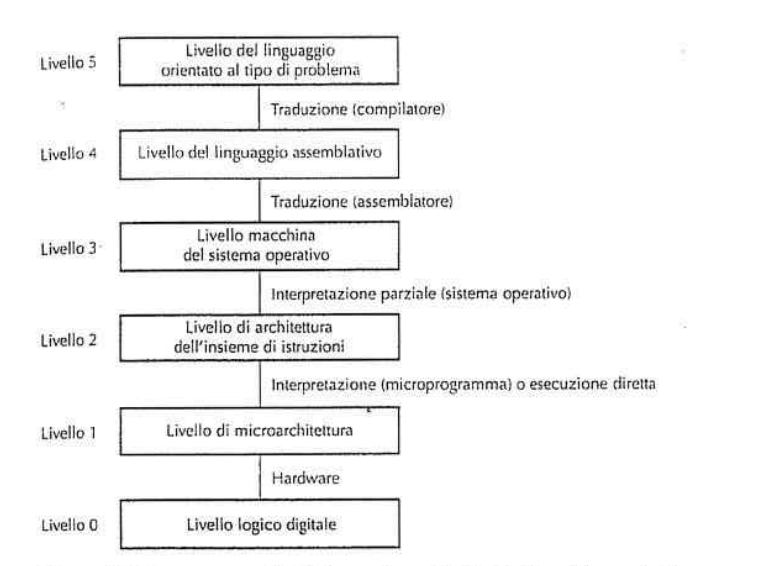 Livello 5
Livello del linguaggio
orientato al tipo di problema
Traduzione (compilatore)
Livello 4
Livello del linguaggio assemblativo
Traduzione (assemblatore)
Livello 3
Livello macchina
del sistema operativo
Interpretazione parziale (sistema operativo)
Livello 2
Livello di architettura
dell'insieme di istruzioni
Interpretazione (microprogramma) o esecuzione diretta
Livello 1
Livello di microarchitettura
Hardware
Livello 0
Livello logico digitale